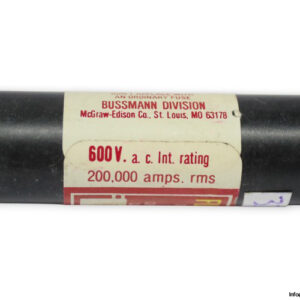 AN ORDINARY FUSE
BUSSMANN DIVISION
McGraw-Edison Co., St. Louis, MO 63178
600V. a. c. Int. rating
200,000 amps. rms